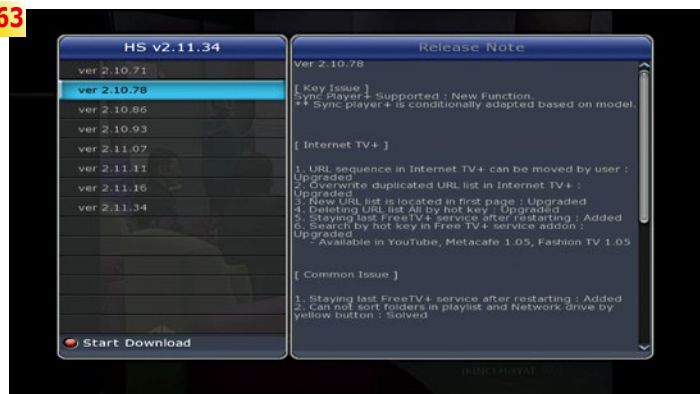 63
HS v2.11.34
ver 2.10.71
ver 2.10.78
ver 2.10.86
ver 2.10.93
ver 2.11.07
ver 2.11.11
ver 2.11.16
ver 2.11.34
Start Download
Release Note
Ver 2.10.78
[ Key Issue ]
Sync Player+ Supported : New Function.
** Sync player+ is conditionally adapted based on model.
[ Internet TV+ ]
1. URL sequence in Internet TV+ can be moved by user :
Upgraded
2. Overwrite duplicated URL list in Internet TV+ :
Upgraded
3. New URL list is located in first page : Upgraded
4. Deleting URL list All by hot key : Upgraded
5. Staying last FreeTV+ service after restarting : Added
6. Search by hot key in Free TV+ service addon :
Upgraded
- Available in YouTube, Metacafe 1.05, Fashion TV 1.05
[ Common Issue ]
1. Staying last FreeTV+ service after restarting : Added
2. Can not sort folders in playlist and Network drive by
yellow button : Solved